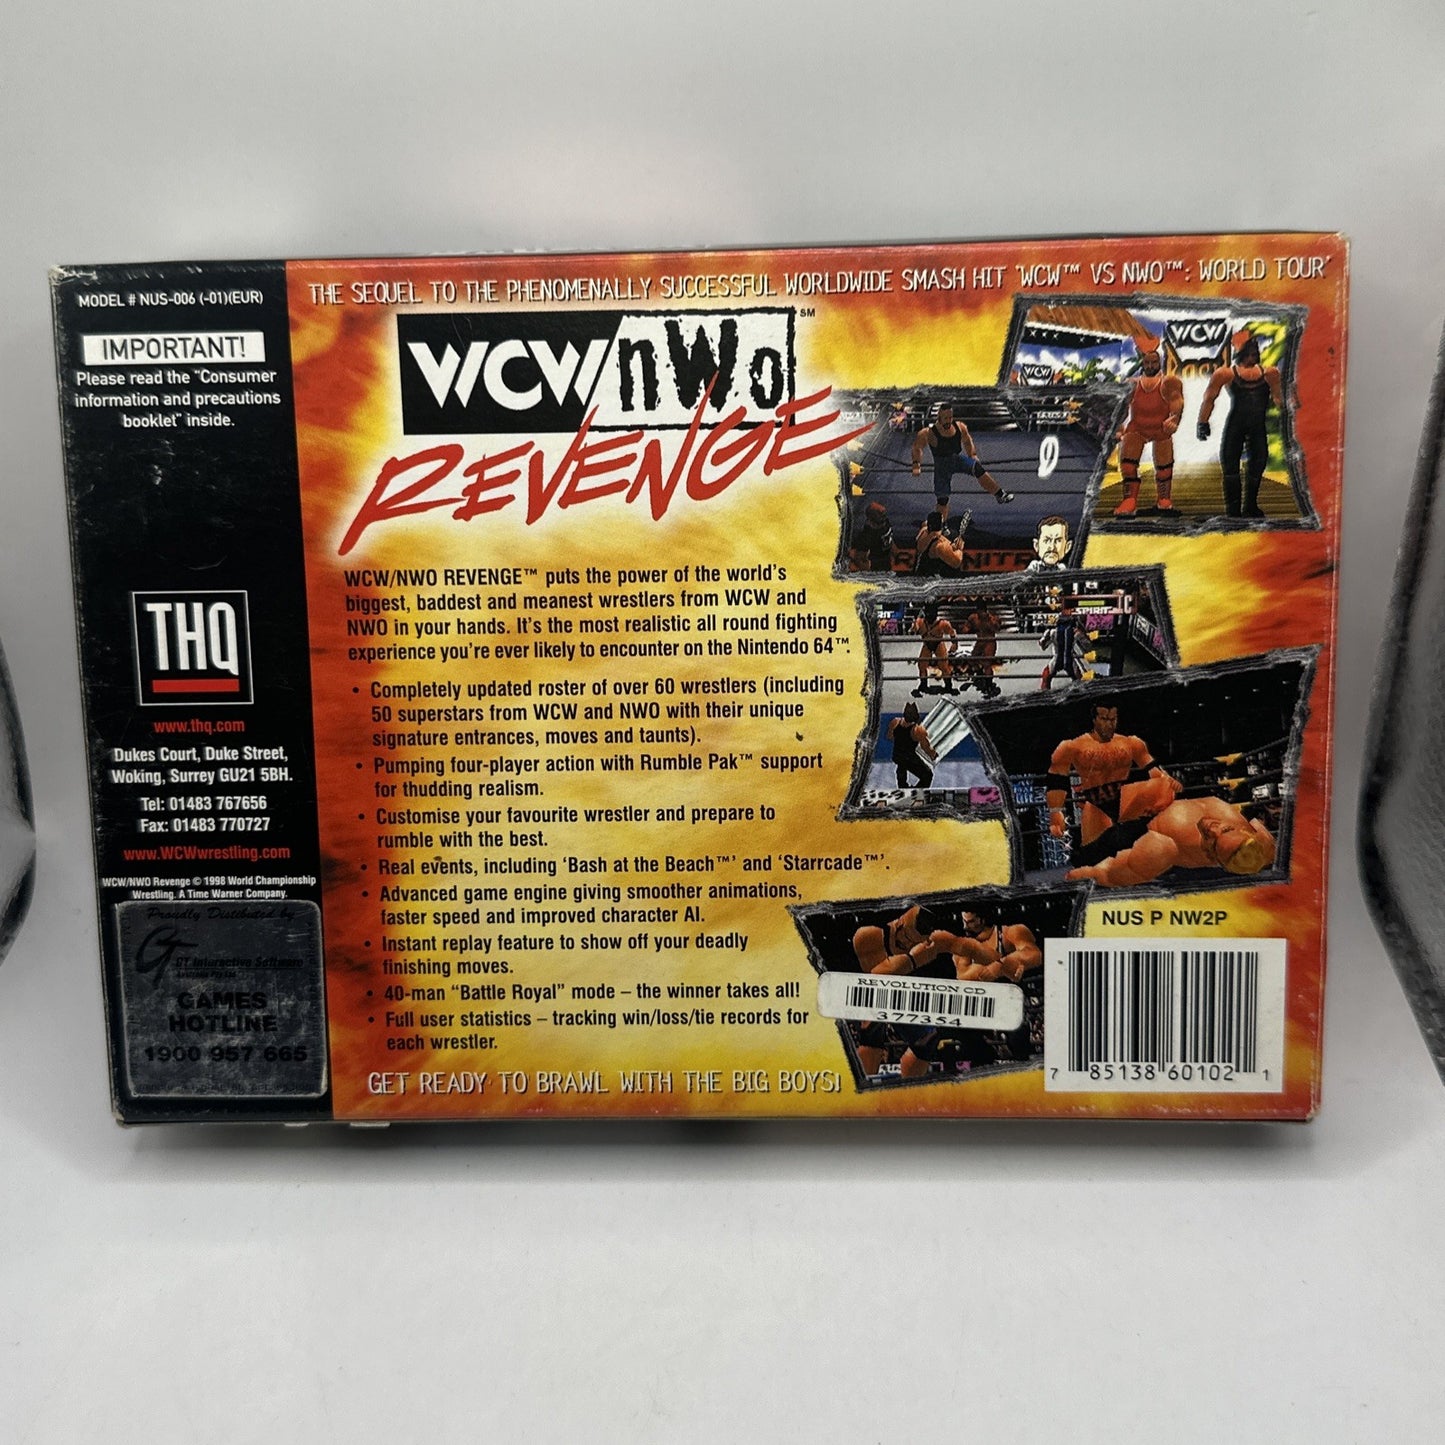 MODEL # NUS-006 (-01)(EUR)
IMPORTANT!
Please read the "Consumer
information and precautions
booklet" inside.
THQ
www.thq.com
Dukes Court, Duke Street,
Woking, Surrey GU21 5BH.
Tel: 01483 767656
Fax: 01483 770727
www.WCWwrestling.com
WCW/NWO Revenge © 1998 World Championship
Wrestling. A Time Warner Company.
Proudly Distributed by
GT Interactive Software
GAMES
HOTLINE
1900 957 665
THE SEQUEL TO THE PHENOMENALLY SUCCESSFUL WORLDWIDE SMASH HIT 'WCW™ VS NWO™: WORLD TOUR'
WCW/nWo SM
REVENGE
WCW/NWO REVENGE™ puts the power of the world's
biggest, baddest and meanest wrestlers from WCW and
NWO in your hands. It's the most realistic all round fighting
experience you're ever likely to encounter on the Nintendo 64™.
• Completely updated roster of over 60 wrestlers (including
50 superstars from WCW and NWO with their unique
signature entrances, moves and taunts).
• Pumping four-player action with Rumble Pak™ support
for thudding realism.
• Customise your favourite wrestler and prepare to
rumble with the best.
• Real events, including 'Bash at the Beach™' and 'Starrcade™'.
• Advanced game engine giving smoother animations,
faster speed and improved character AI.
• Instant replay feature to show off your deadly
finishing moves.
• 40-man "Battle Royal" mode – the winner takes all!
• Full user statistics – tracking win/loss/tie records for
each wrestler.
GET READY TO BRAWL WITH THE BIG BOYS!
WCW
WCW
SPIRIT
REVOLUTION CD
377354
NUS P NW2P
7 85138 60102 1